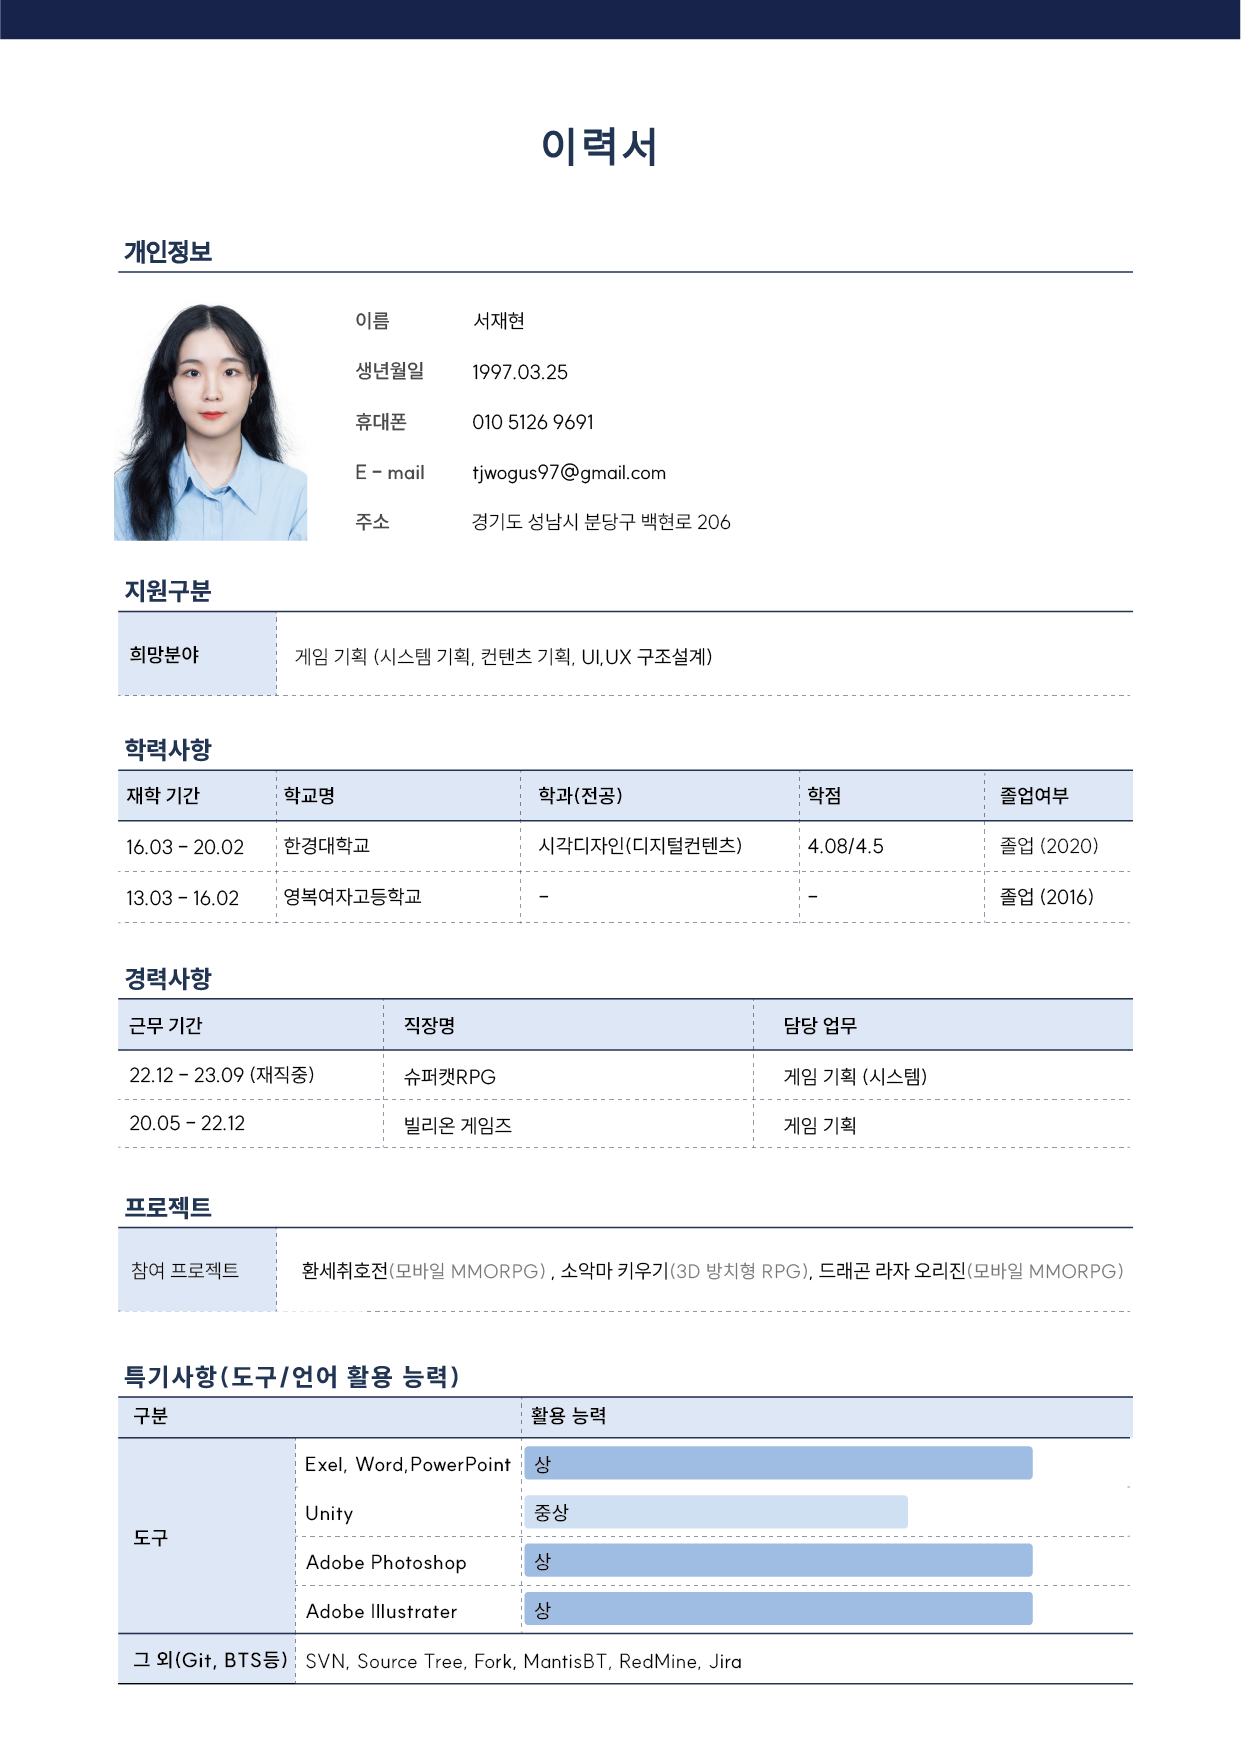 이력서
개인정보
이름 서재현
생년월일 1997.03.25
휴대폰 010 5126 9691
E - mail tjwogus97@gmail.com
주소 경기도 성남시 분당구 백현로 206
지원구분
희망분야 게임 기획 (시스템 기획, 컨텐츠 기획, UI,UX 구조설계)
학력사항
재학 기간 학교명 학과(전공) 학점 졸업여부
16.03 - 20.02 한경대학교 시각디자인(디지털컨텐츠) 4.08/4.5 졸업 (2020)
13.03 - 16.02 영복여자고등학교 - - 졸업 (2016)
경력사항
근무 기간 직장명 담당 업무
22.12 - 23.09 (재직중) 슈퍼캣RPG 게임 기획 (시스템)
20.05 - 22.12 빌리온 게임즈 게임 기획
프로젝트
참여 프로젝트 환세취호전(모바일 MMORPG) , 소악마 키우기(3D 방치형 RPG), 드래곤 라자 오리진(모바일 MMORPG)
특기사항(도구/언어 활용 능력)
구분 활용 능력
Exel, Word,PowerPoint 상
Unity 중상
도구
Adobe Photoshop 상
Adobe Illustrater 상
그 외(Git, BTS등) SVN, Source Tree, Fork, MantisBT, RedMine, Jira